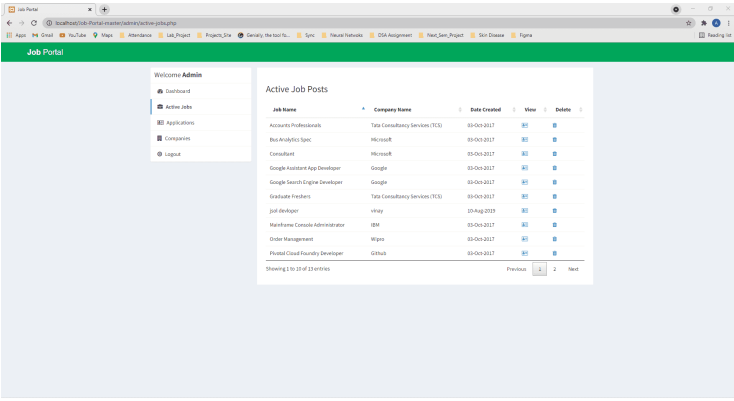 Job Portal
localhost/Job-Portal-master/admin/active-jobs.php
Apps Gmail YouTube Maps Attendance Lab_Project Projects_Site Genially, the tool fo... Sync Neural Networks DSA Assignment Next_Sem_Project Skin Disease Figma Reading list
Job Portal
Welcome Admin
Dashboard
Active Jobs
Applications
Companies
Logout
Active Job Posts
Job Name Company Name Date Created View Delete
Accounts Professionals Tata Consultancy Services (TCS) 03-Oct-2017
Bus Analytics Spec Microsoft 03-Oct-2017
Consultant Microsoft 03-Oct-2017
Google Assistant App Developer Google 03-Oct-2017
Google Search Engine Developer Google 03-Oct-2017
Graduate Freshers Tata Consultancy Services (TCS) 03-Oct-2017
jsol devloper vinay 10-Aug-2019
Mainframe Console Administrator IBM 03-Oct-2017
Order Management Wipro 03-Oct-2017
Pivotal Cloud Foundry Developer Github 03-Oct-2017
Showing 1 to 10 of 13 entries
Previous 1 2 Next